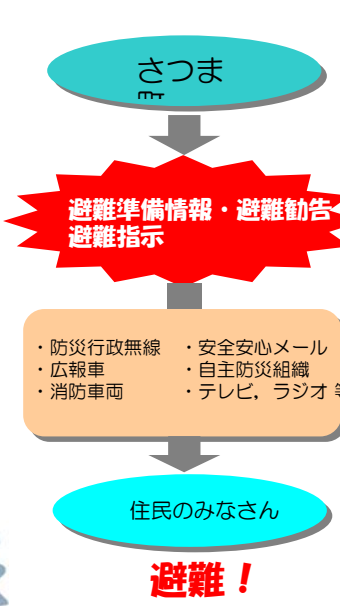 さつま
避難準備情報・避難勧告
避難指示
・防災行政無線 ・安全安心メール
・広報車 ・自主防災組織
・消防車両 ・テレビ，ラジオ 等
住民のみなさん
避難！